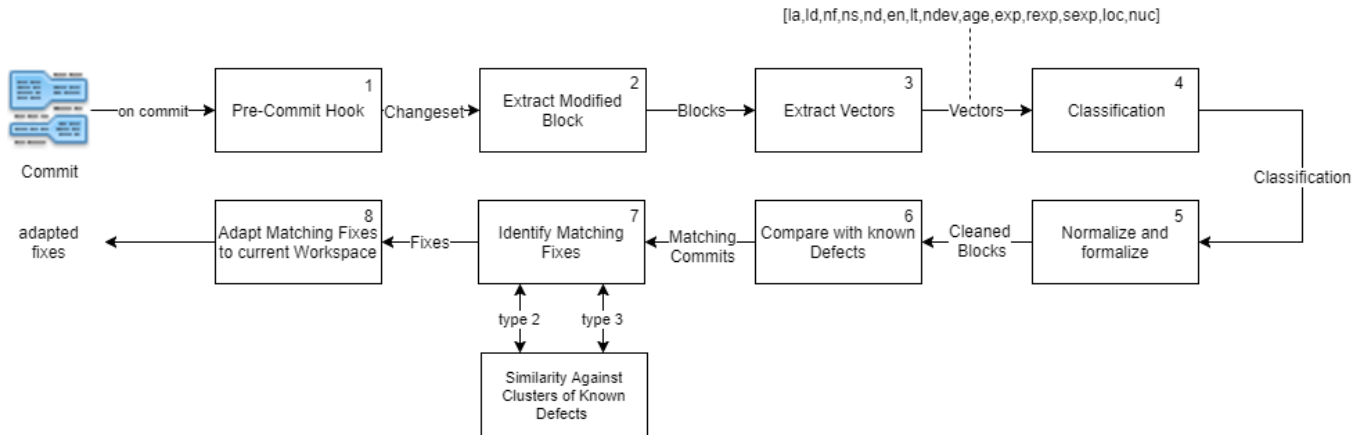 [la,ld,nf,ns,nd,en,lt,ndev,age,exp,rexp,sexp,loc,nuc]
Commit
on commit
1
Pre-Commit Hook
Changeset
2
Extract Modified
Block
Blocks
3
Extract Vectors
Vectors
4
Classification
Classification
5
Normalize and
formalize
Cleaned
Blocks
6
Compare with known
Defects
Matching
Commits
7
Identify Matching
Fixes
type 2
type 3
Similarity Against
Clusters of Known
Defects
Fixes
8
Adapt Matching Fixes
to current Workspace
adapted
fixes